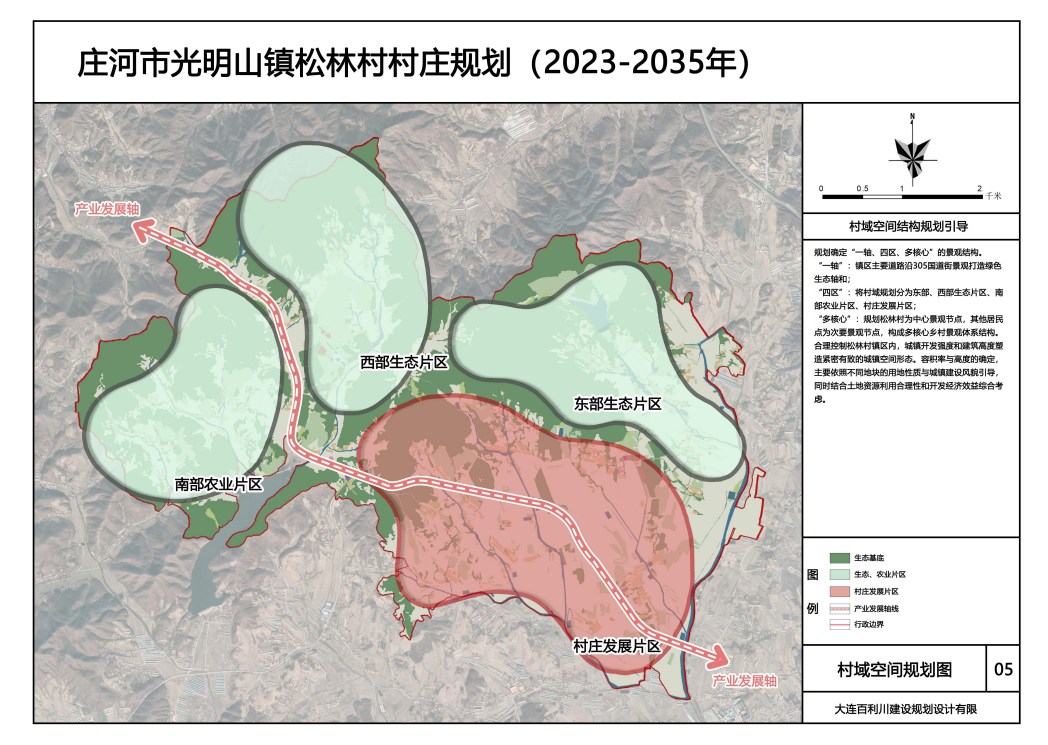 庄河市光明山镇松林村村庄规划（2023-2035年）
N
0 0.5 1 2
千米
村域空间结构规划引导
规划确定“一轴、四区、多核心”的景观结构。
“一轴”：镇区主要道路沿305国道街景观打造绿色
生态轴和；
“四区”：将村域规划分为东部、西部生态片区、南
部农业片区、村庄发展片区；
“多核心”：规划松林村为中心景观节点，其他居民
点为次要景观节点，构成多核心乡村景观体系结构。
合理控制松林村镇区内，城镇开发强度和建筑高度塑
造紧密有致的城镇空间形态。容积率与高度的确定，
主要依照不同地块的用地性质与城镇建设风貌引导，
同时结合土地资源利用合理性和开发经济效益综合考
虑。
产业发展轴
西部生态片区
东部生态片区
南部农业片区
村庄发展片区
产业发展轴
图例
生态基底
生态、农业片区
村庄发展片区
产业发展轴线
行政边界
村域空间规划图
05
大连百利川建设规划设计有限